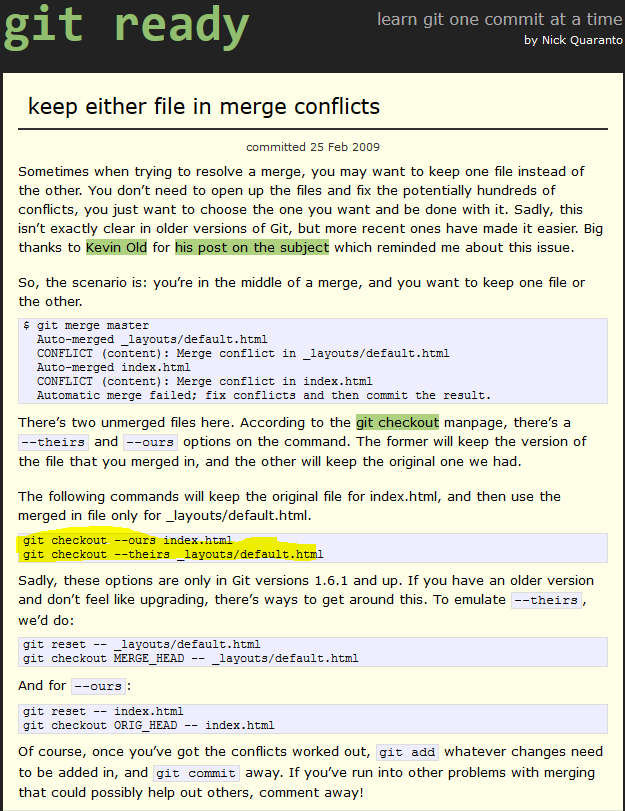 git ready
learn git one commit at a time
by Nick Quaranto
keep either file in merge conflicts
committed 25 Feb 2009
Sometimes when trying to resolve a merge, you may want to keep one file instead of
the other. You don’t need to open up the files and fix the potentially hundreds of
conflicts, you just want to choose the one you want and be done with it. Sadly, this
isn’t exactly clear in older versions of Git, but more recent ones have made it easier. Big
thanks to Kevin Old for his post on the subject which reminded me about this issue.
So, the scenario is: you’re in the middle of a merge, and you want to keep one file or
the other.
$ git merge master
Auto-merged _layouts/default.html
CONFLICT (content): Merge conflict in _layouts/default.html
Auto-merged index.html
CONFLICT (content): Merge conflict in index.html
Automatic merge failed; fix conflicts and then commit the result.
There’s two unmerged files here. According to the git checkout manpage, there’s a
--theirs and --ours options on the command. The former will keep the version of
the file that you merged in, and the other will keep the original one we had.
The following commands will keep the original file for index.html, and then use the
merged in file only for _layouts/default.html.
git checkout --ours index.html
git checkout --theirs _layouts/default.html
Sadly, these options are only in Git versions 1.6.1 and up. If you have an older version
and don’t feel like upgrading, there’s ways to get around this. To emulate --theirs,
we’d do:
git reset -- _layouts/default.html
git checkout MERGE_HEAD -- _layouts/default.html
And for --ours:
git reset -- index.html
git checkout ORIG_HEAD -- index.html
Of course, once you’ve got the conflicts worked out, git add whatever changes need
to be added in, and git commit away. If you’ve run into other problems with merging
that could possibly help out others, comment away!